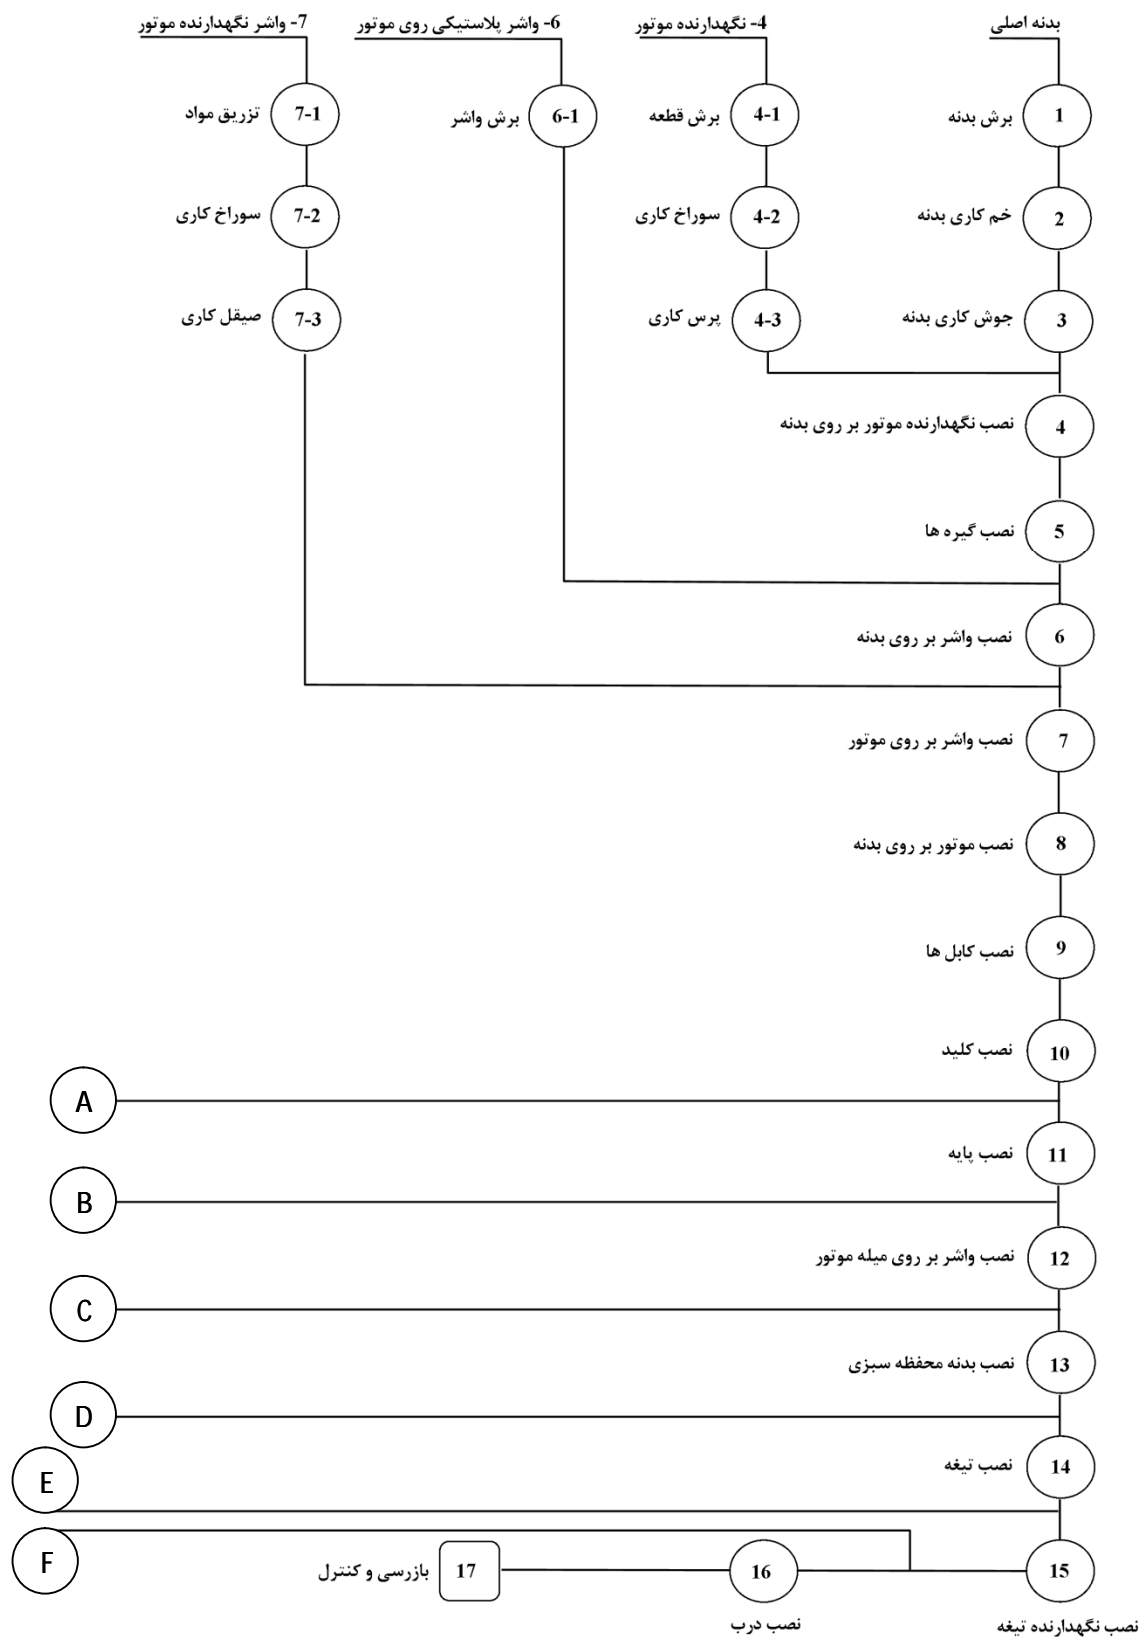 بدنه اصلی
4- نگهدارنده موتور
6- واشر پلاستیکی روی موتور
7- واشر نگهدارنده موتور
1
برش بدنه
4-1
برش قطعه
6-1
برش واشر
7-1
تزریق مواد
2
خم کاری بدنه
4-2
سوراخ کاری
7-2
سوراخ کاری
3
جوش کاری بدنه
4-3
پرس کاری
7-3
صیقل کاری
4
نصب نگهدارنده موتور بر روی بدنه
5
نصب گیره ها
6
نصب واشر بر روی بدنه
7
نصب واشر بر روی موتور
8
نصب موتور بر روی بدنه
9
نصب کابل ها
10
نصب کلید
A
11
نصب پایه
B
12
نصب واشر بر روی میله موتور
C
13
نصب بدنه محفظه سبزی
D
14
نصب تیغه
E
F
15
نصب نگهدارنده تیغه
16
نصب درب
17
بازرسی و کنترل